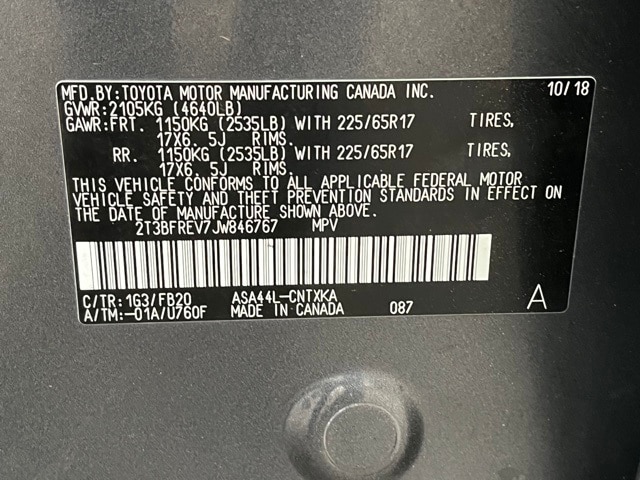 MFD.BY:TOYOTA MOTOR MANUFACTURING CANADA INC. 10/18
GVWR:2105KG (4640LB)
GAWR:FRT. 1150KG (2535LB) WITH 225/65R17 TIRES,
17X6. 5J RIMS.
RR. 1150KG (2535LB) WITH 225/65R17 TIRES,
17X6. 5J RIMS.
THIS VEHICLE CONFORMS TO ALL APPLICABLE FEDERAL MOTOR
VEHICLE SAFETY AND THEFT PREVENTION STANDARDS IN EFFECT ON
THE DATE OF MANUFACTURE SHOWN ABOVE.
2T3BFREV7JW846767 MPV
C/TR:1G3/FB20 ASA44L-CNTXKA
A/TM:-01A/U760F MADE IN CANADA 087 A